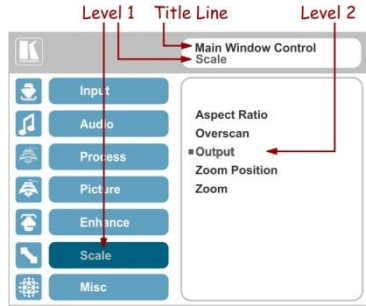 Level 1 Title Line Level 2
Main Window Control
Scale
Input
Audio
Process
Picture
Enhance
Scale
Misc
Aspect Ratio
Overscan
Output
Zoom Position
Zoom